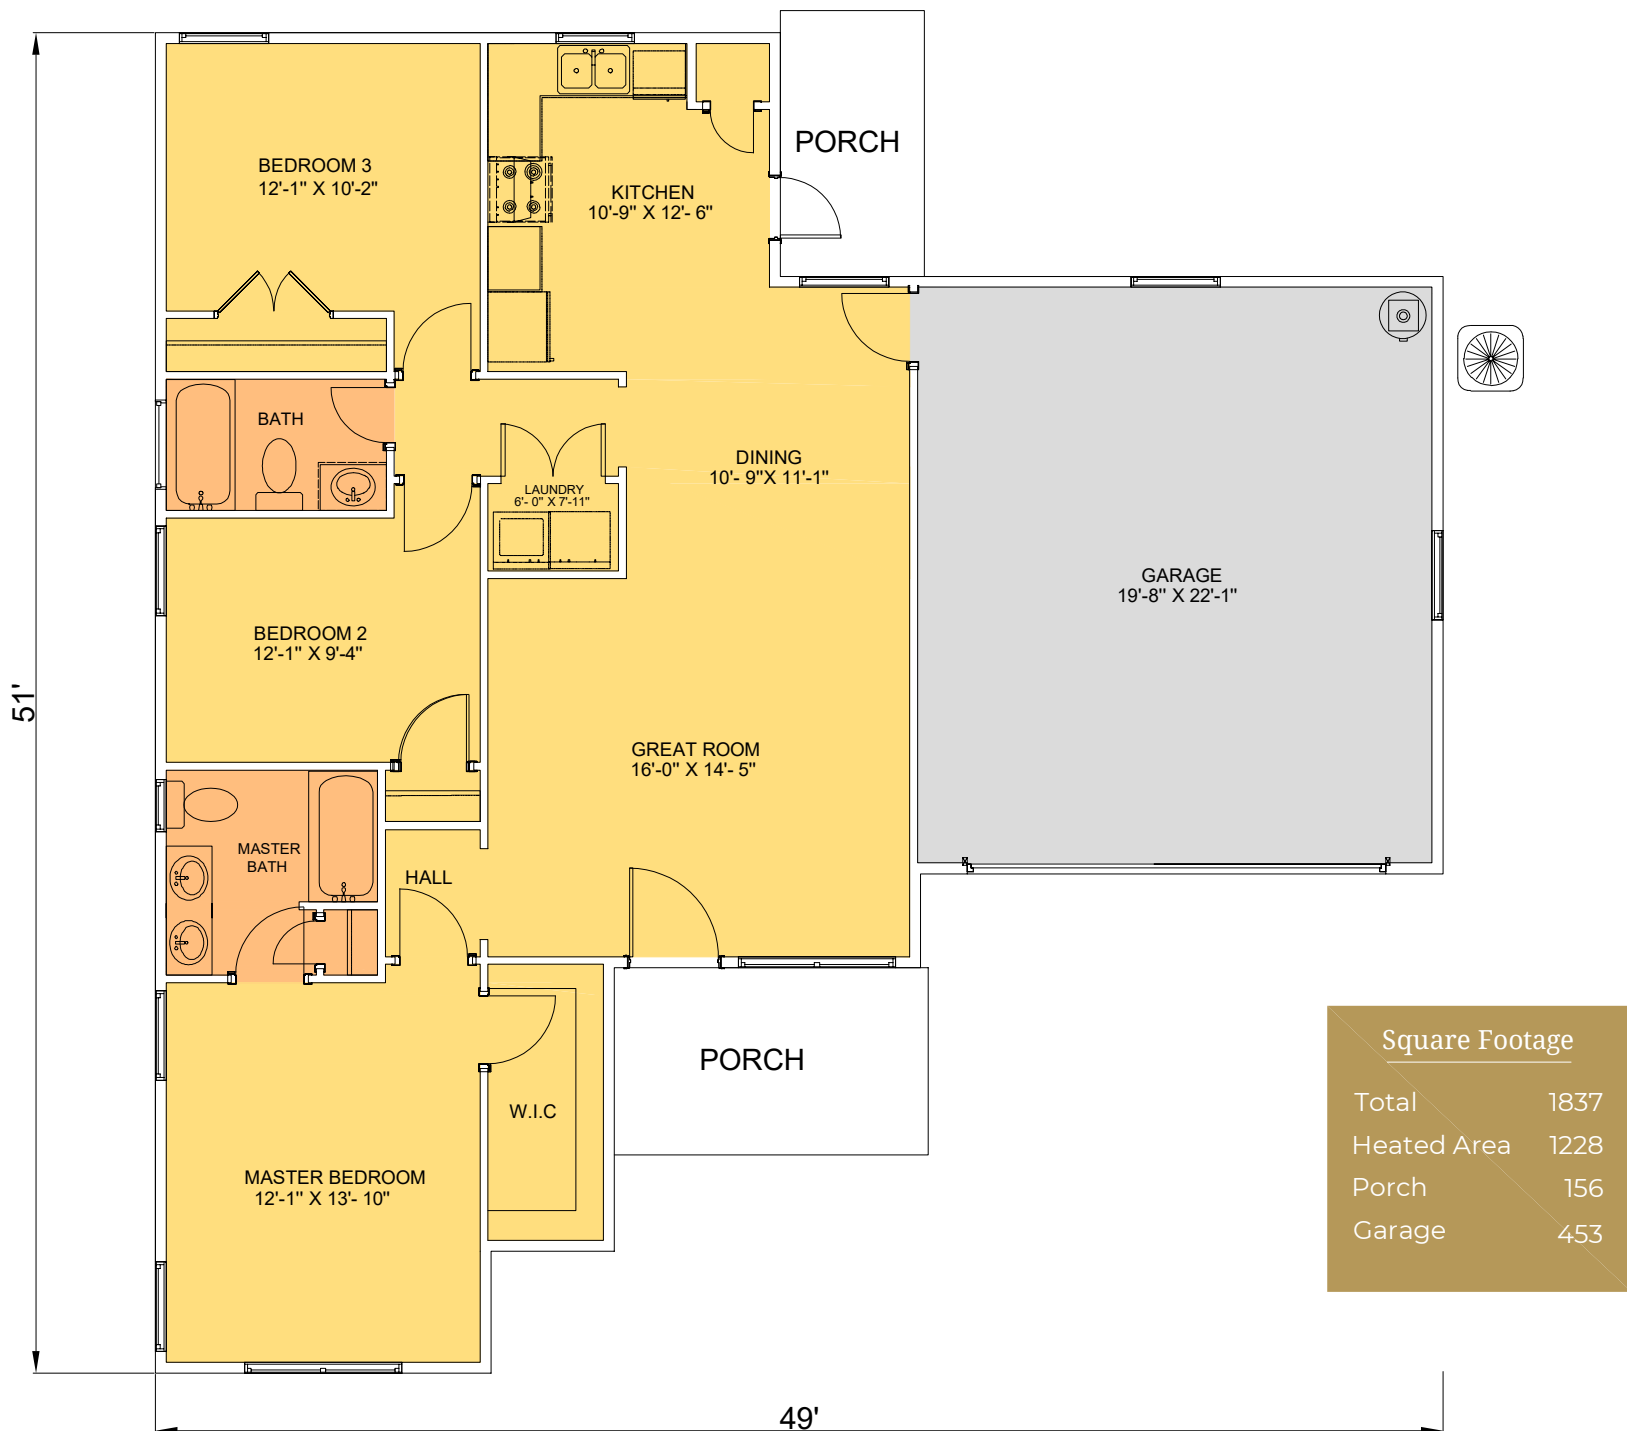 BEDROOM 3
12'-1" X 10'-2"
KITCHEN
10'-9" X 12'- 6"
PORCH
BATH
DINING
10'- 9"X 11'-1"
LAUNDRY
6'- 0" X 7'-11"
GARAGE
19'-8" X 22'-1"
BEDROOM 2
12'-1" X 9'-4"
51'
GREAT ROOM
16'-0" X 14'- 5"
MASTER
BATH
HALL
PORCH
W.I.C
MASTER BEDROOM
12'-1" X 13'- 10"
Square Footage
Total 1837
Heated Area 1228
Porch 156
Garage 453
49'